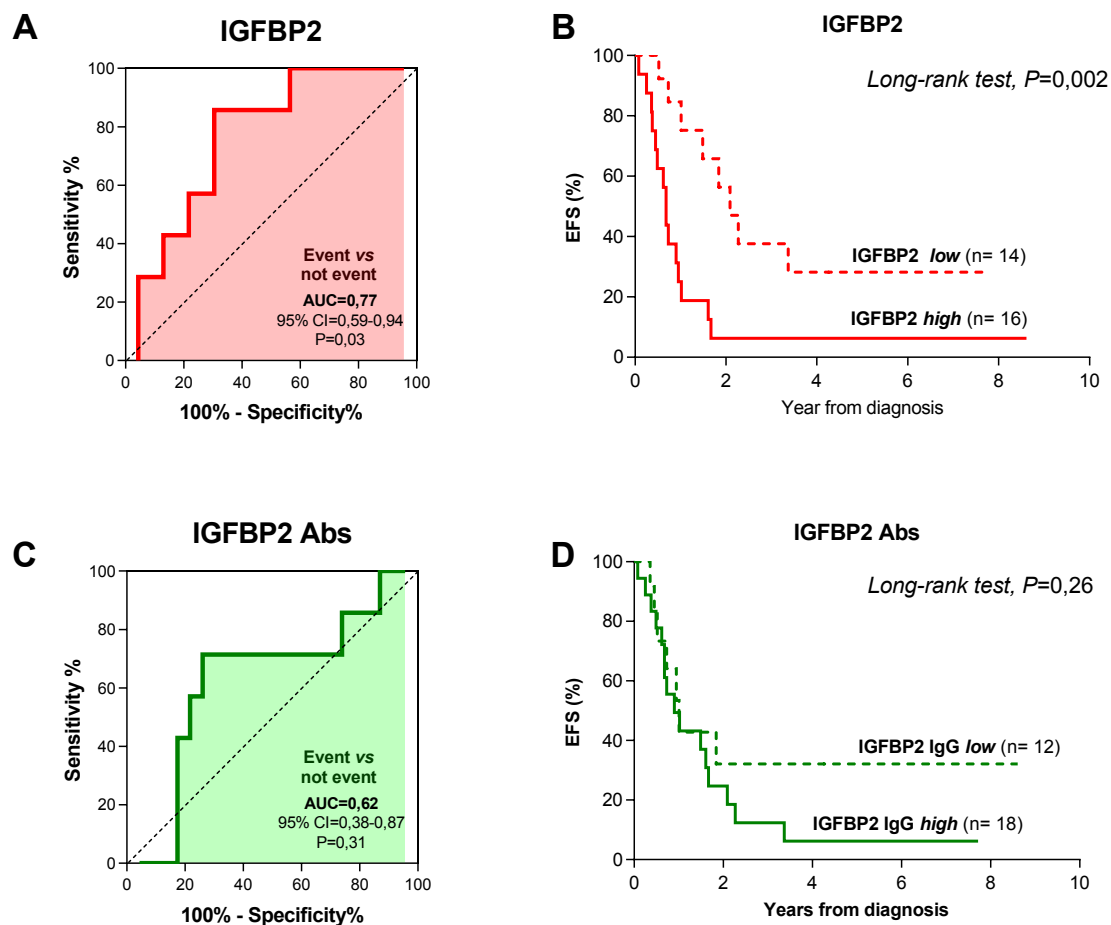 A
IGFBP2
100
80
60
40
20
0
Sensitivity %
0 20 40 60 80 100
100% - Specificity%
Event vs
not event
AUC=0,77
95% CI=0,59-0,94
P=0,03
B
IGFBP2
Long-rank test, P=0,002
100
80
60
40
20
0
EFS (%)
IGFBP2 low (n= 14)
IGFBP2 high (n= 16)
0 2 4 6 8 10
Year from diagnosis
C
IGFBP2 Abs
100
80
60
40
20
0
Sensitivity %
0 20 40 60 80 100
100% - Specificity%
Event vs
not event
AUC=0,62
95% CI=0,38-0,87
P=0,31
D
IGFBP2 Abs
Long-rank test, P=0,26
100
80
60
40
20
0
EFS (%)
IGFBP2 IgG low (n= 12)
IGFBP2 IgG high (n= 18)
0 2 4 6 8 10
Years from diagnosis